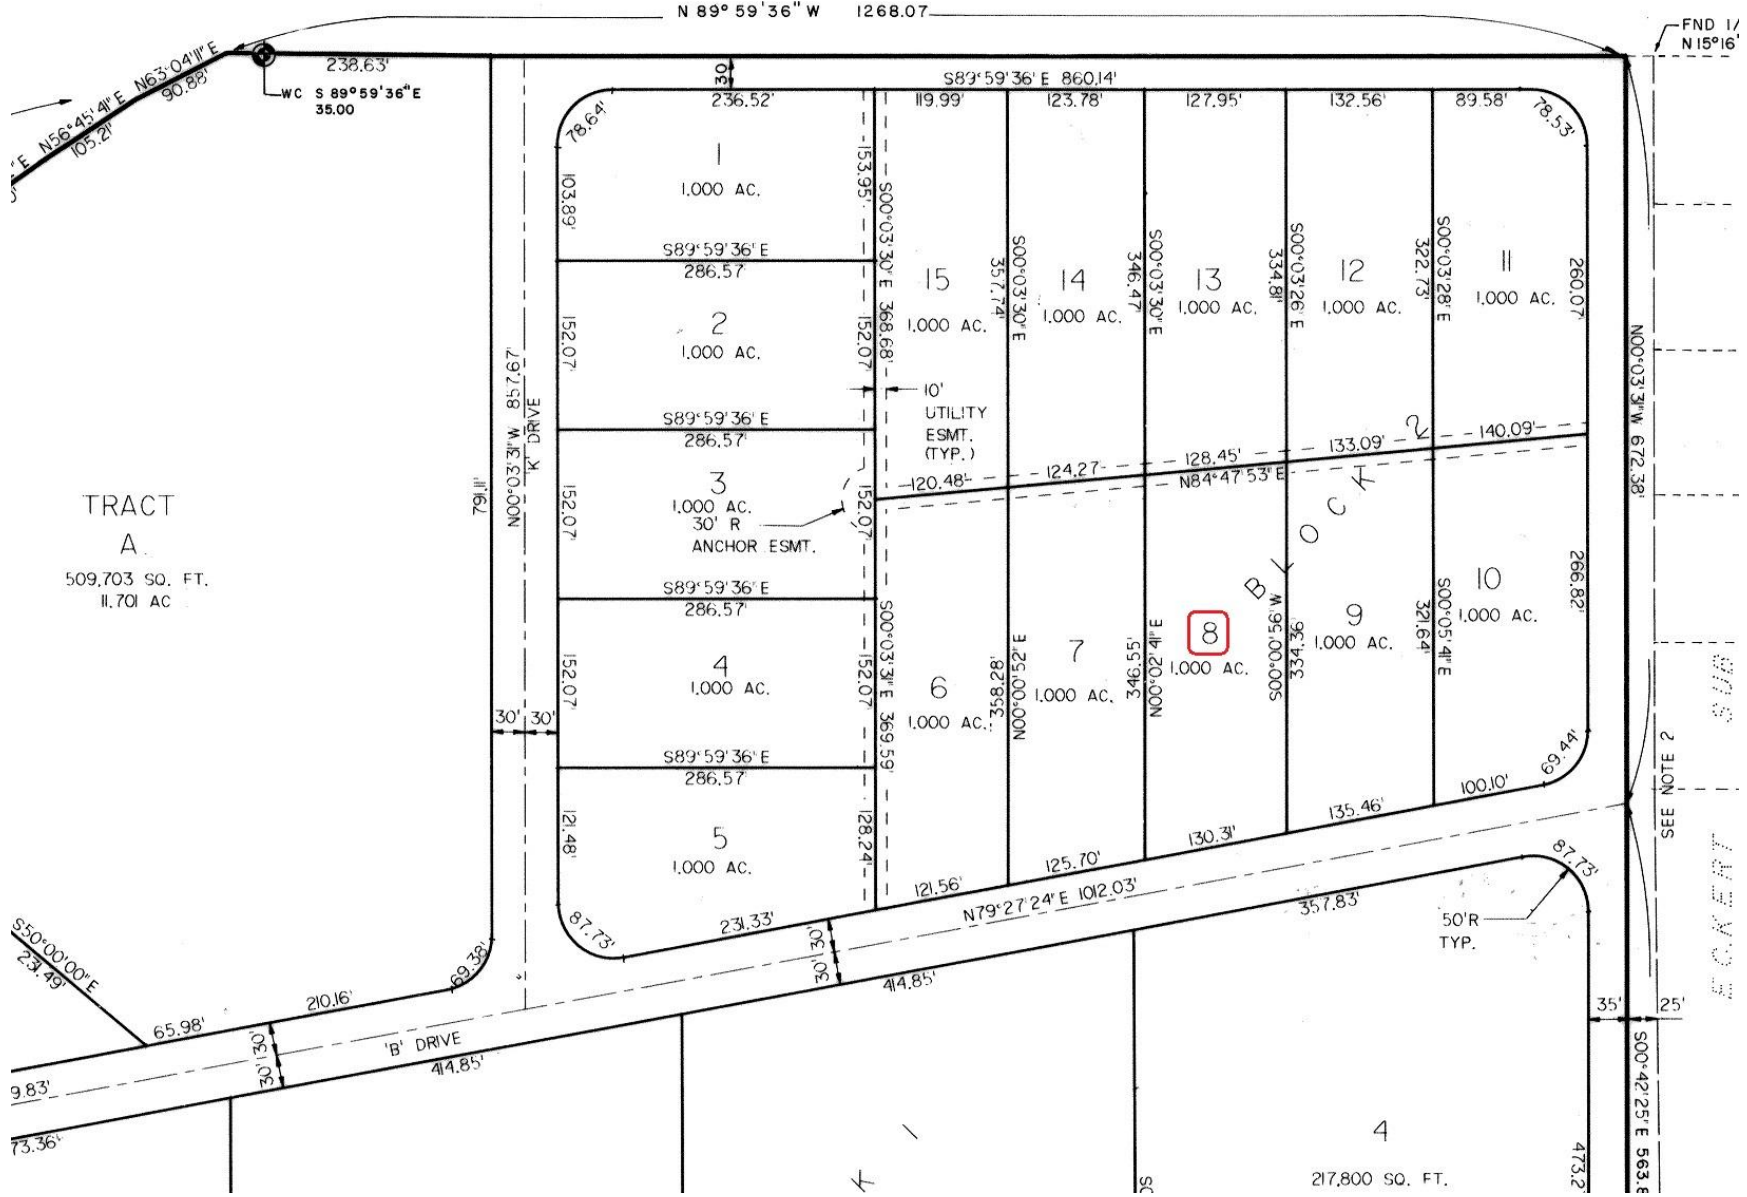 N 89° 59'36" W 1268.07
FND 1/
N 15°16'
N63°04'11" E
90.88'
238.63'
WC S 89°59'36"E
35.00
N56°45'41" E
105.21'
30
S89°59'36" E 860.14'
236.52'
119.99'
123.78'
127.95'
132.56'
89.58'
78.53'
78.64'
1
1.000 AC.
153.95'
103.89'
S89°59'36" E
286.57'
S00°03'30" E 368.68'
2
1.000 AC.
152.07'
152.07'
S89°59'36" E
286.57'
15
1.000 AC.
357.74'
S00°03'30" E
14
1.000 AC.
346.47'
S00°03'30" E
13
1.000 AC.
334.81'
S00°03'26" E
12
1.000 AC.
322.73'
S00°03'28" E
11
1.000 AC.
260.07'
N00°03'31" W 672.38'
10'
UTILITY
ESMT.
(TYP.)
N00°03'31" W 857.67'
'K' DRIVE
791.11'
TRACT
A
509,703 SQ. FT.
11.701 AC
3
1.000 AC.
152.07'
152.07'
30' R
ANCHOR ESMT.
S89°59'36" E
286.57'
120.48'
124.27
128.45'
133.09'
140.09'
N84°47'53" E
BLOCK 2
4
1.000 AC.
152.07'
152.07'
S00°03'31" E 369.59'
S89°59'36" E
286.57'
30' 30'
6
1.000 AC.
358.28'
N00°00'52" E
7
1.000 AC.
346.55'
N00°02'41" E
8
1.000 AC.
S00°00'56" W
334.36'
9
1.000 AC.
321.64'
S00°05'41" E
10
1.000 AC.
266.82'
69.44'
5
1.000 AC.
121.48'
128.24'
87.73'
231.33'
121.56'
125.70'
130.31'
135.46'
100.10'
N79°27'24" E 1012.03'
SEE NOTE 2
ECKERT SUB
87.73'
50'R
TYP.
357.83'
30' 30'
414.85'
S50°00'00" E
231.49'
69.38'
210.16'
65.98'
30' 30'
'B' DRIVE
414.85'
9.83'
73.36'
35'
25'
S00°42'25" E 563.8
4
217,800 SQ. FT.
473.2
K 1